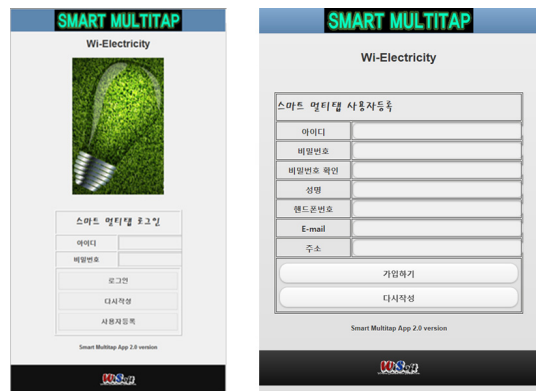 SMART MULTITAP
Wi-Electricity
스마트 멀티탭 로그인
아이디
비밀번호
로그인
다시작성
사용자등록
Smart Multitap App 2.0 version
WiSoft
SMART MULTITAP
Wi-Electricity
스마트 멀티탭 사용자등록
아이디
비밀번호
비밀번호 확인
성명
핸드폰번호
E-mail
주소
가입하기
다시작성
Smart Multitap App 2.0 version
WiSoft